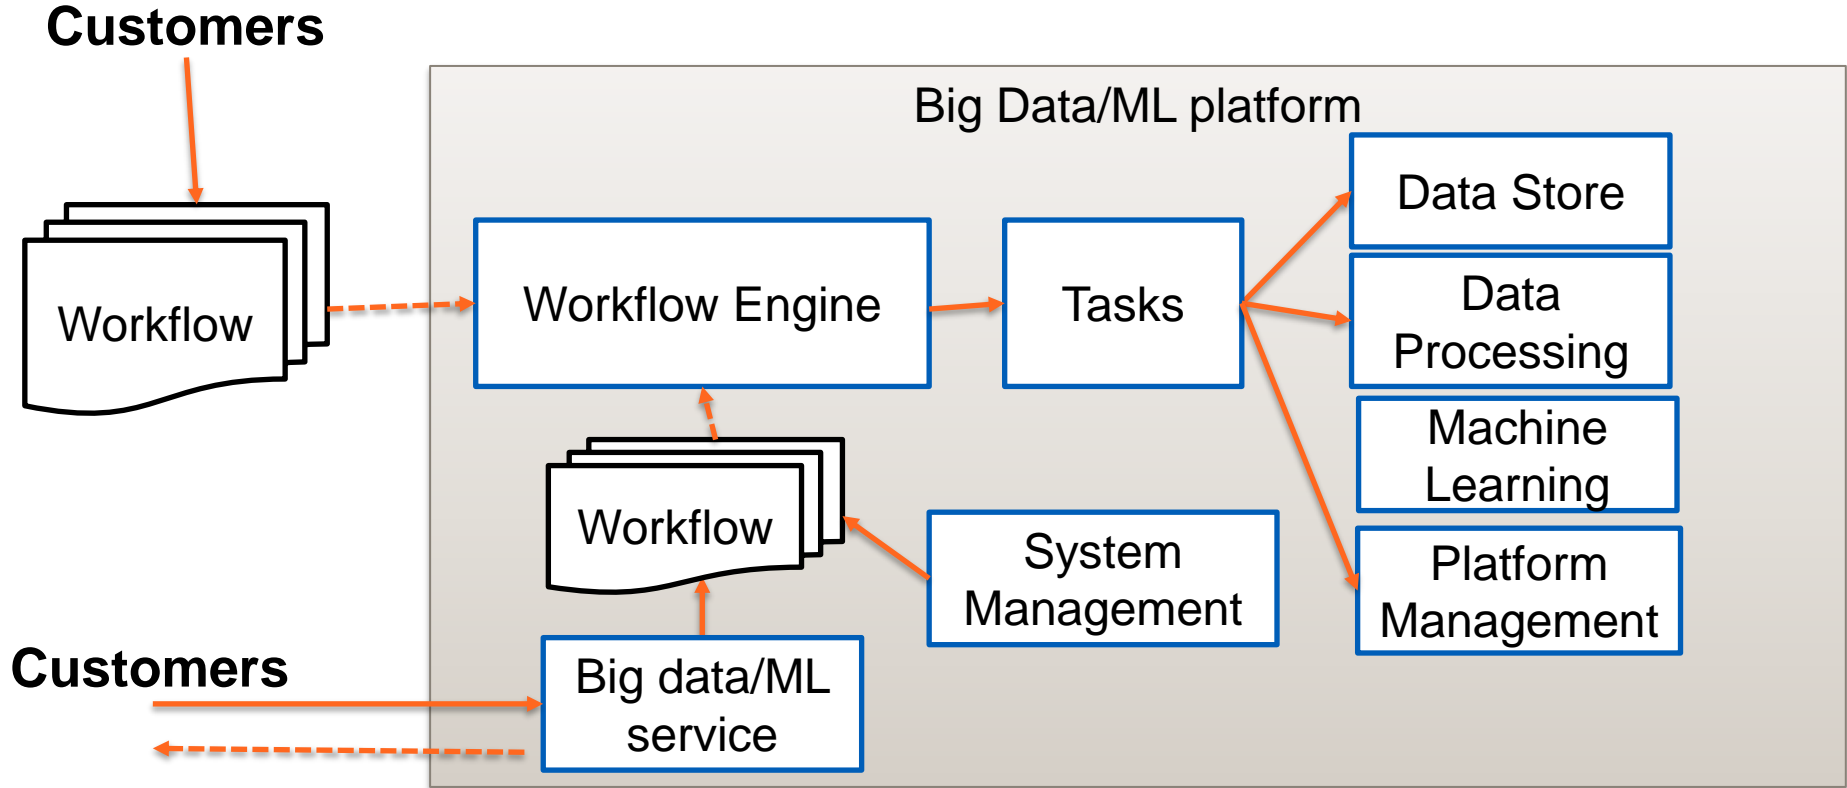 Customers
Big Data/ML platform
Workflow
Workflow Engine
Tasks
Data Store
Data
Processing
Machine
Learning
Platform
Management
Workflow
System
Management
Customers
Big data/ML
service